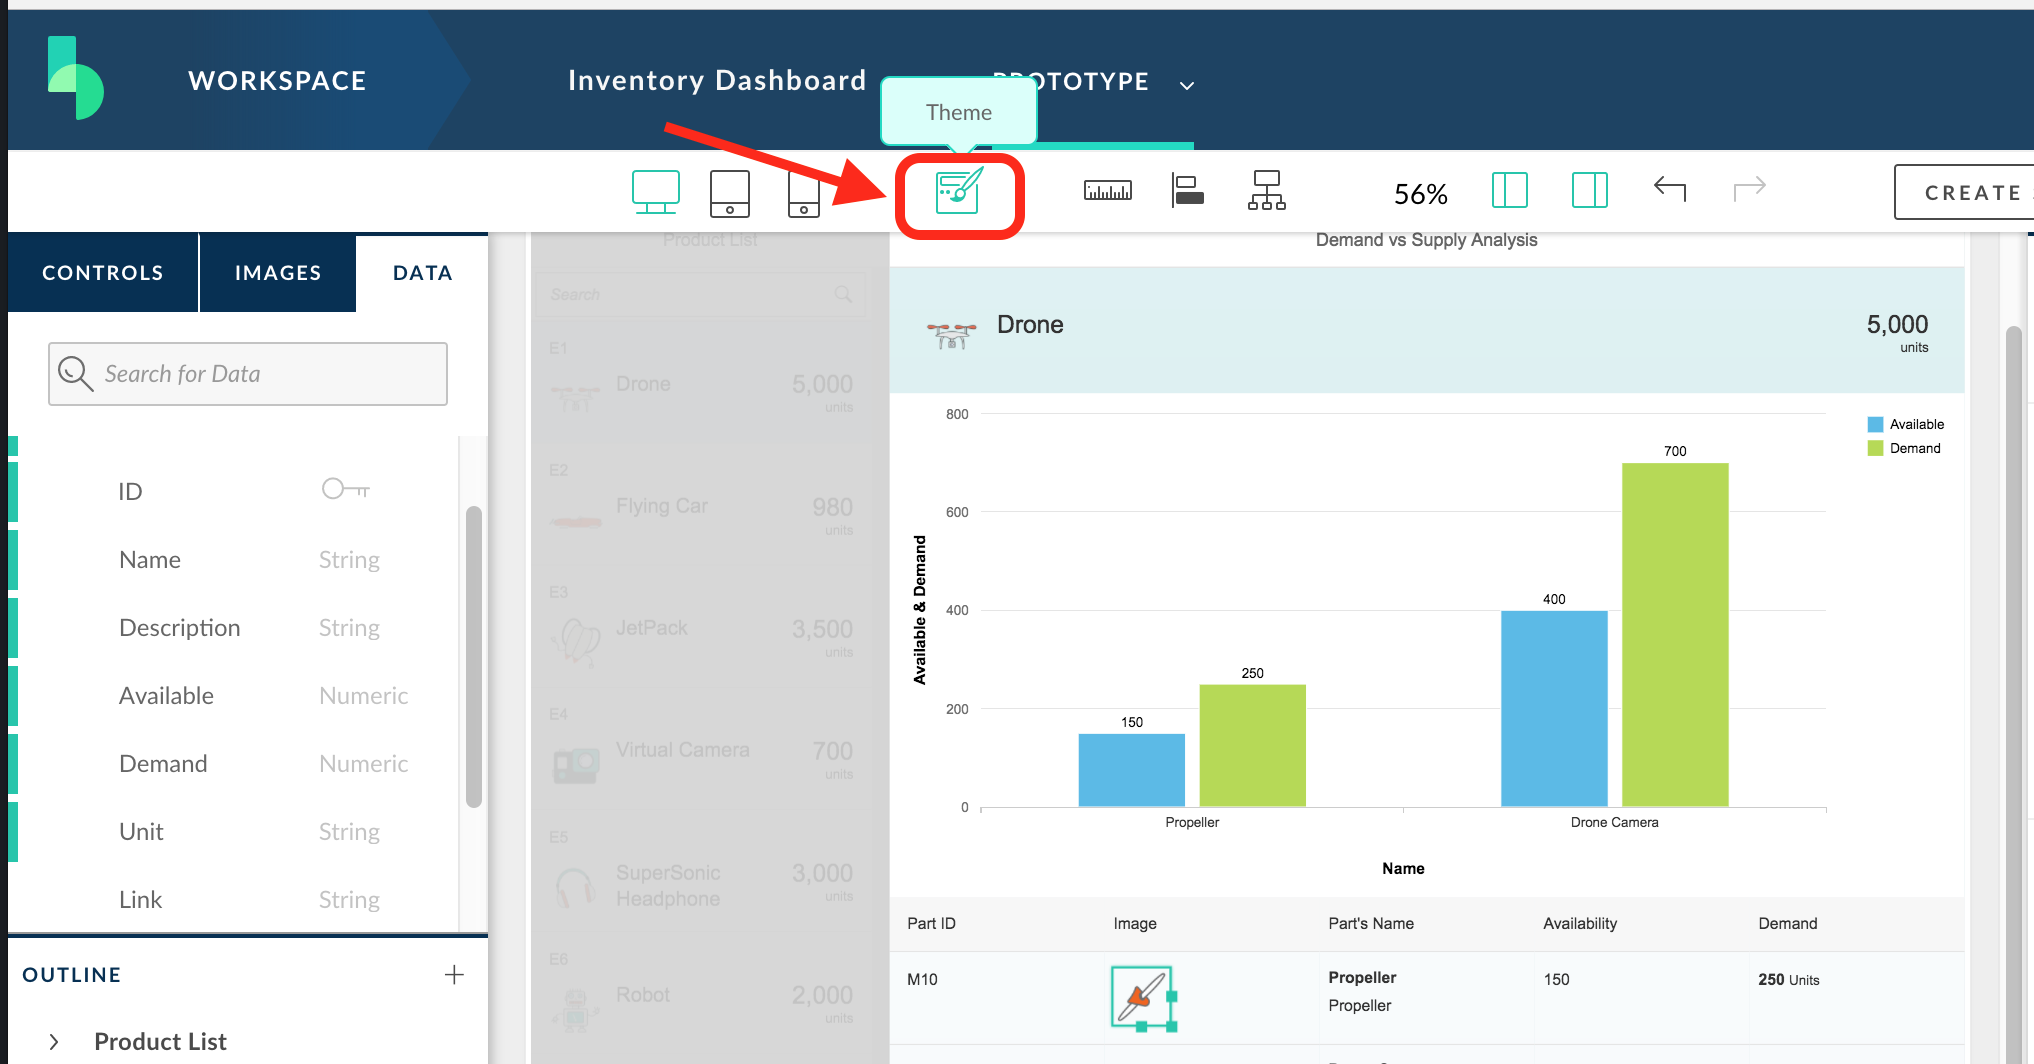 WORKSPACE
Inventory Dashboard
PROTOTYPE
Theme
56%
CREATE
CONTROLS
IMAGES
DATA
Search for Data
ID
Name String
Description String
Available Numeric
Demand Numeric
Unit String
Link String
OUTLINE
Product List
Product List
Search
E1
Drone 5,000
units
E2
Flying Car 980
units
E3
JetPack 3,500
units
E4
Virtual Camera 700
units
E5
SuperSonic 3,000
Headphone units
E6
Robot 2,000
units
Demand vs Supply Analysis
Drone 5,000
units
Available
Demand
800
600
400
200
0
Available & Demand
150
250
400
700
Propeller
Drone Camera
Name
Part ID Image Part's Name Availability Demand
M10 Propeller 150 250 Units
Propeller